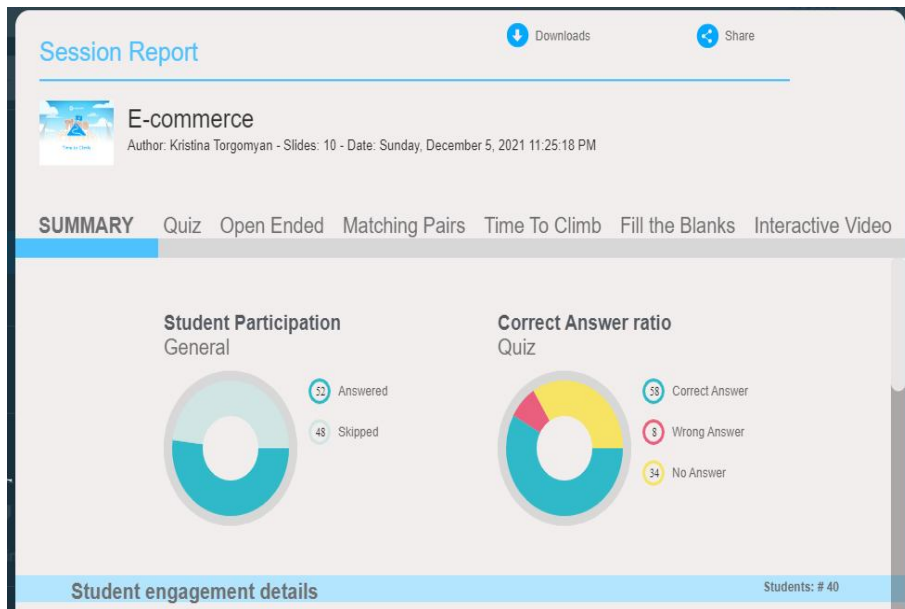 Session Report
Downloads
Share
E-commerce
Author: Kristina Torgomyan - Slides: 10 - Date: Sunday, December 5, 2021 11:25:18 PM
SUMMARY Quiz Open Ended Matching Pairs Time To Climb Fill the Blanks Interactive Video
Student Participation
General
52 Answered
48 Skipped
Correct Answer ratio
Quiz
58 Correct Answer
8 Wrong Answer
34 No Answer
Student engagement details
Students: # 40